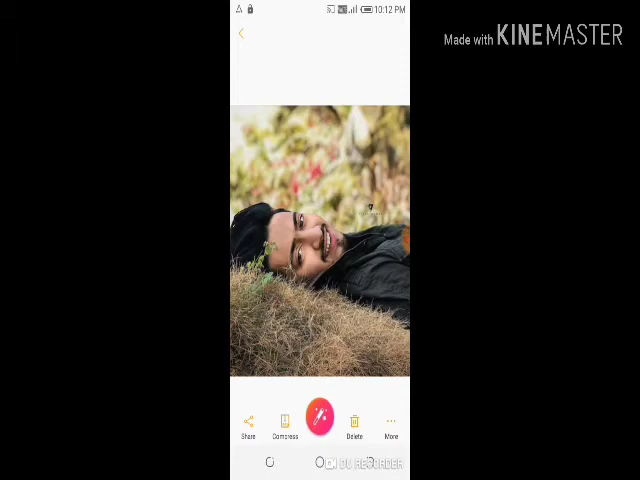 10:12 PM
Made with KINEMASTER
Share
Compress
Delete
More
DU RECORDER